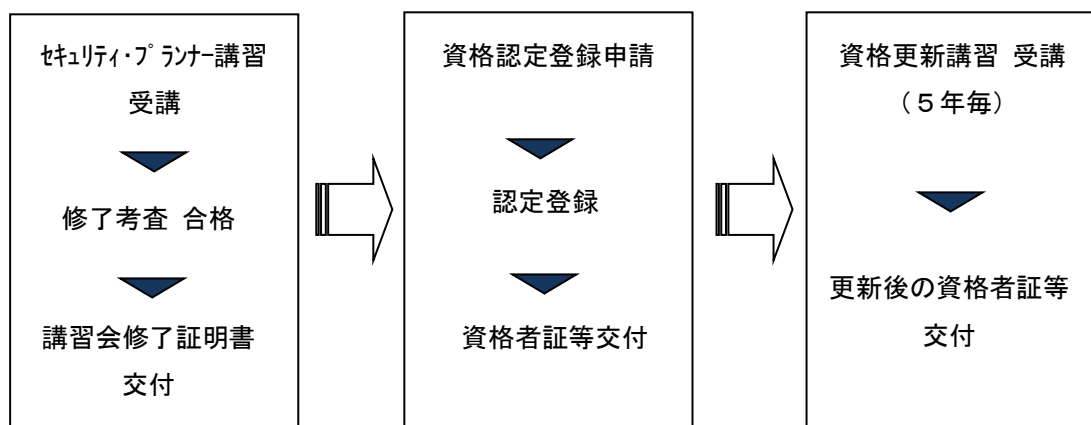 ｾｷｭﾘﾃｨ・ﾌﾟﾗﾝﾅｰ講習
受講
修了考査 合格
講習会修了証明書
交付
資格認定登録申請
認定登録
資格者証等交付
資格更新講習 受講
（５年毎）
更新後の資格者証等
交付